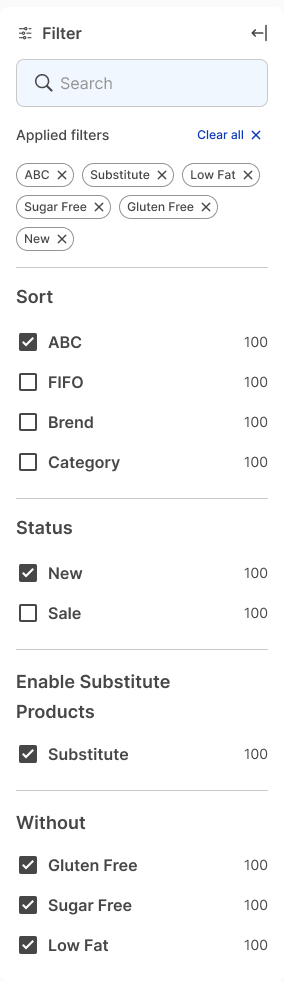 Filter
Search
Applied filters Clear all
ABC Substitute Low Fat
Sugar Free Gluten Free
New
Sort
ABC 100
FIFO 100
Brend 100
Category 100
Status
New 100
Sale 100
Enable Substitute
Products
Substitute 100
Without
Gluten Free 100
Sugar Free 100
Low Fat 100